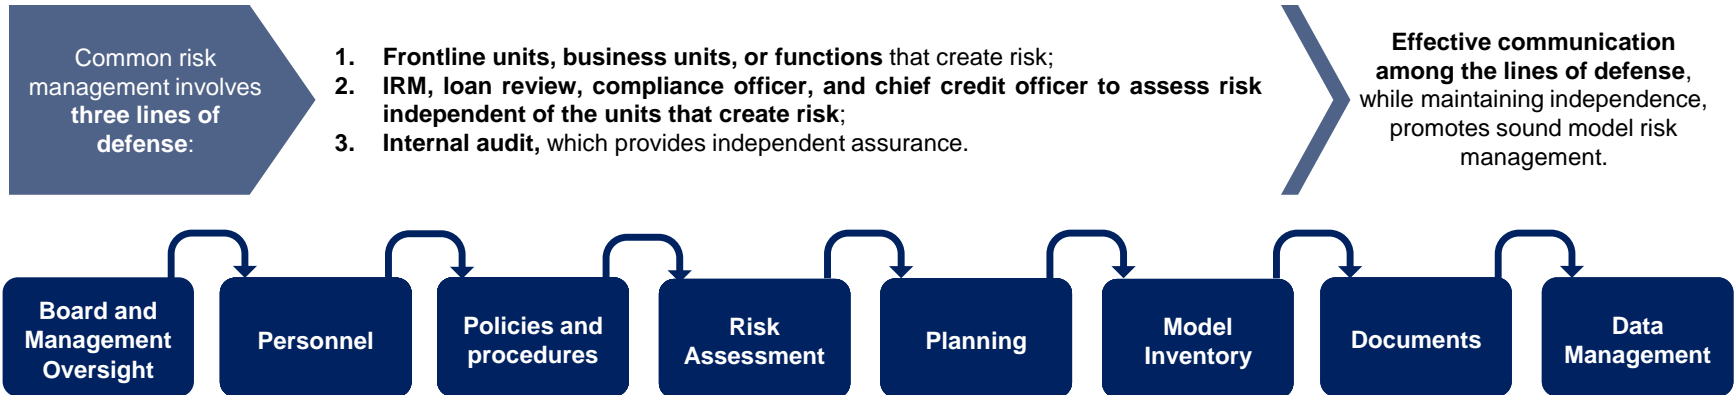 Common risk
management involves
three lines of
defense:
1. Frontline units, business units, or functions that create risk;
2. IRM, loan review, compliance officer, and chief credit officer to assess risk
independent of the units that create risk;
3. Internal audit, which provides independent assurance.
Effective communication
among the lines of defense,
while maintaining independence,
promotes sound model risk
management.
Board and
Management
Oversight
Personnel
Policies and
procedures
Risk
Assessment
Planning
Model
Inventory
Documents
Data
Management